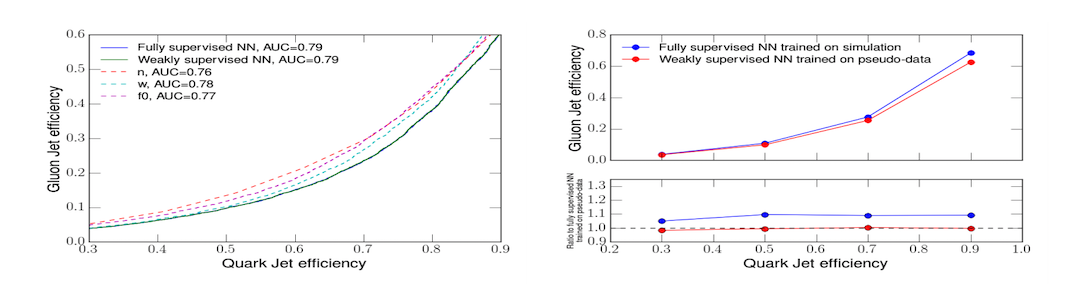 Fully supervised NN, AUC=0.79
Weakly supervised NN, AUC=0.79
n, AUC=0.76
w, AUC=0.78
f0, AUC=0.77
Gluon Jet efficiency
0.6
0.5
0.4
0.3
0.2
0.1
0.0
0.3 0.4 0.5 0.6 0.7 0.8 0.9
Quark Jet efficiency
Fully supervised NN trained on simulation
Weakly supervised NN trained on pseudo-data
Gluon Jet efficiency
0.8
0.6
0.4
0.2
0.0
Ratio to fully supervised NN
trained on pseudo-data
1.3
1.2
1.1
1.0
0.9
0.2 0.3 0.4 0.5 0.6 0.7 0.8 0.9 1.0
Quark Jet efficiency